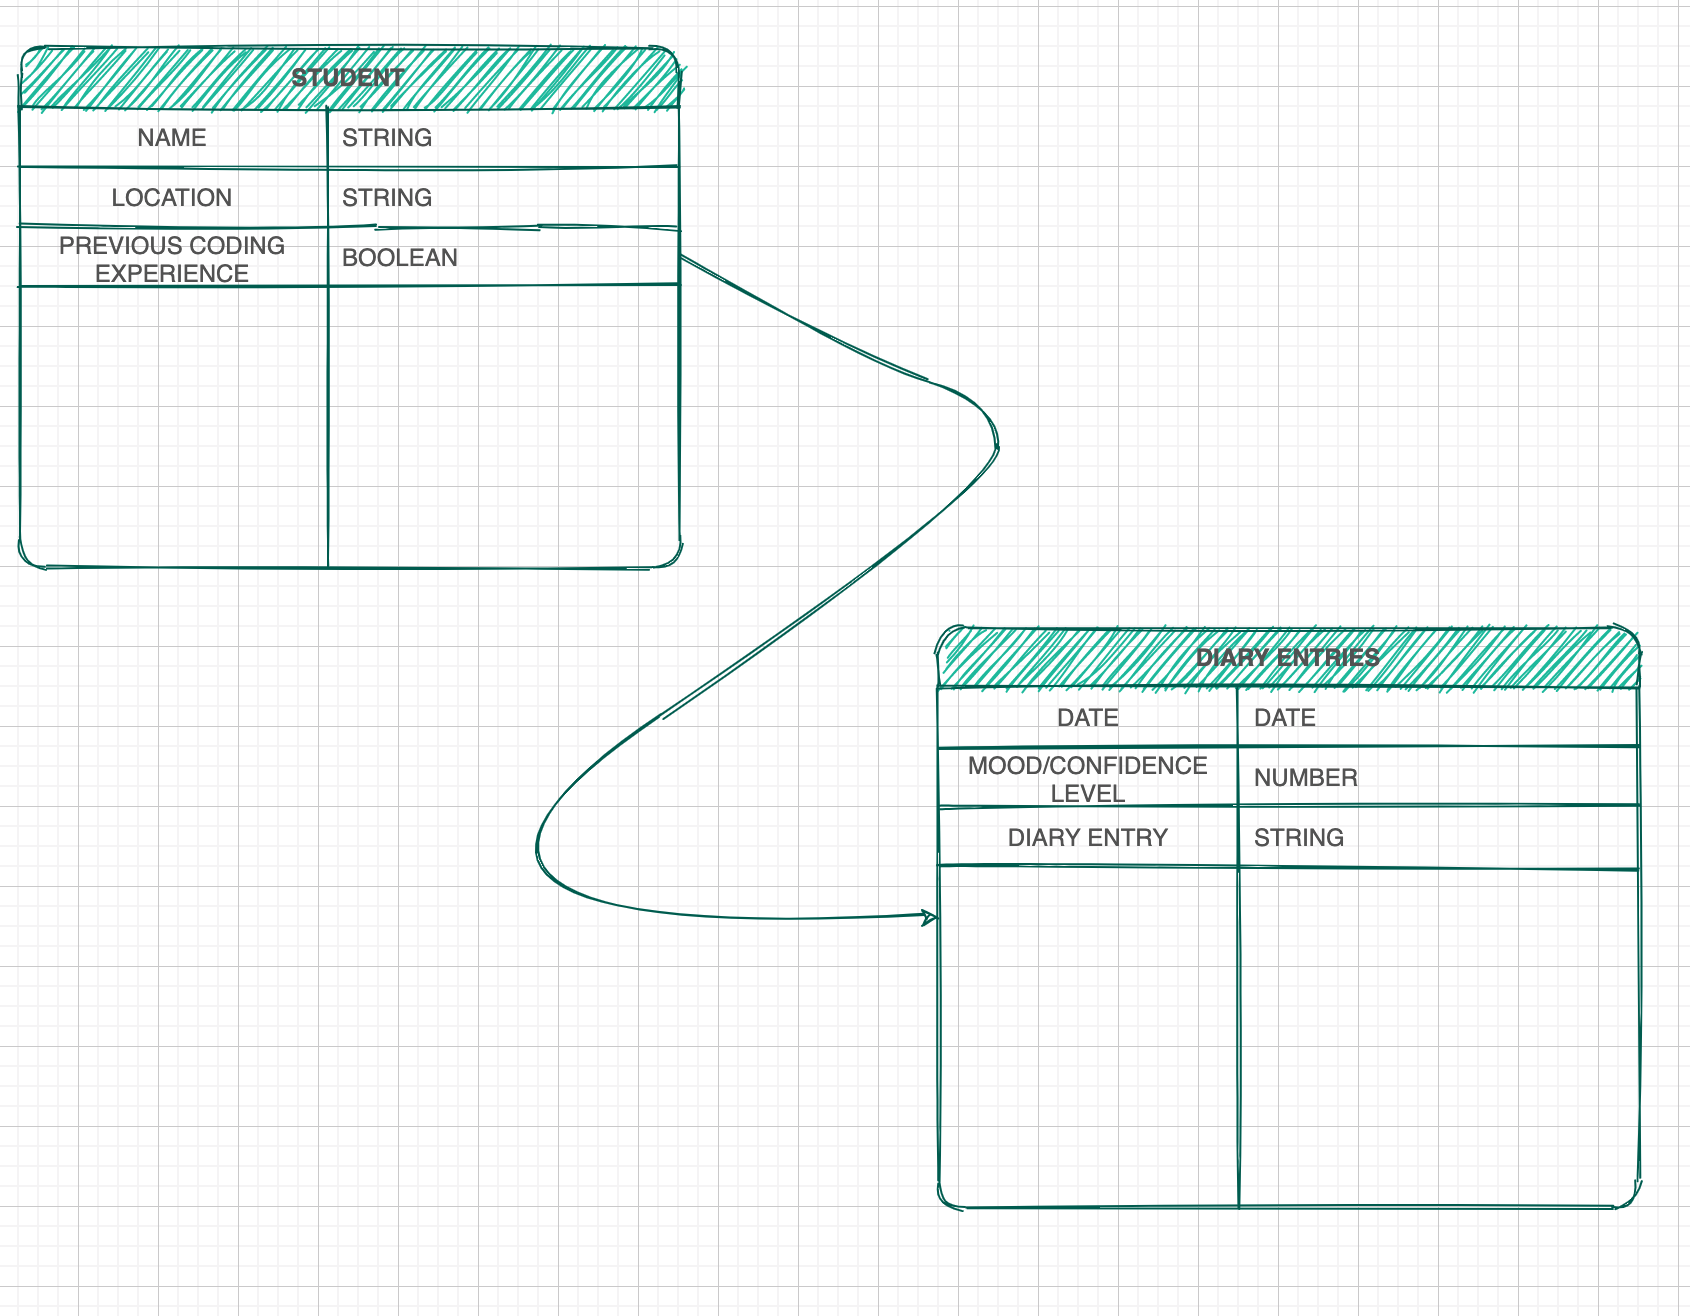 STUDENT
NAME STRING
LOCATION STRING
PREVIOUS CODING
EXPERIENCE
BOOLEAN
DIARY ENTRIES
DATE DATE
MOOD/CONFIDENCE
LEVEL
NUMBER
DIARY ENTRY STRING